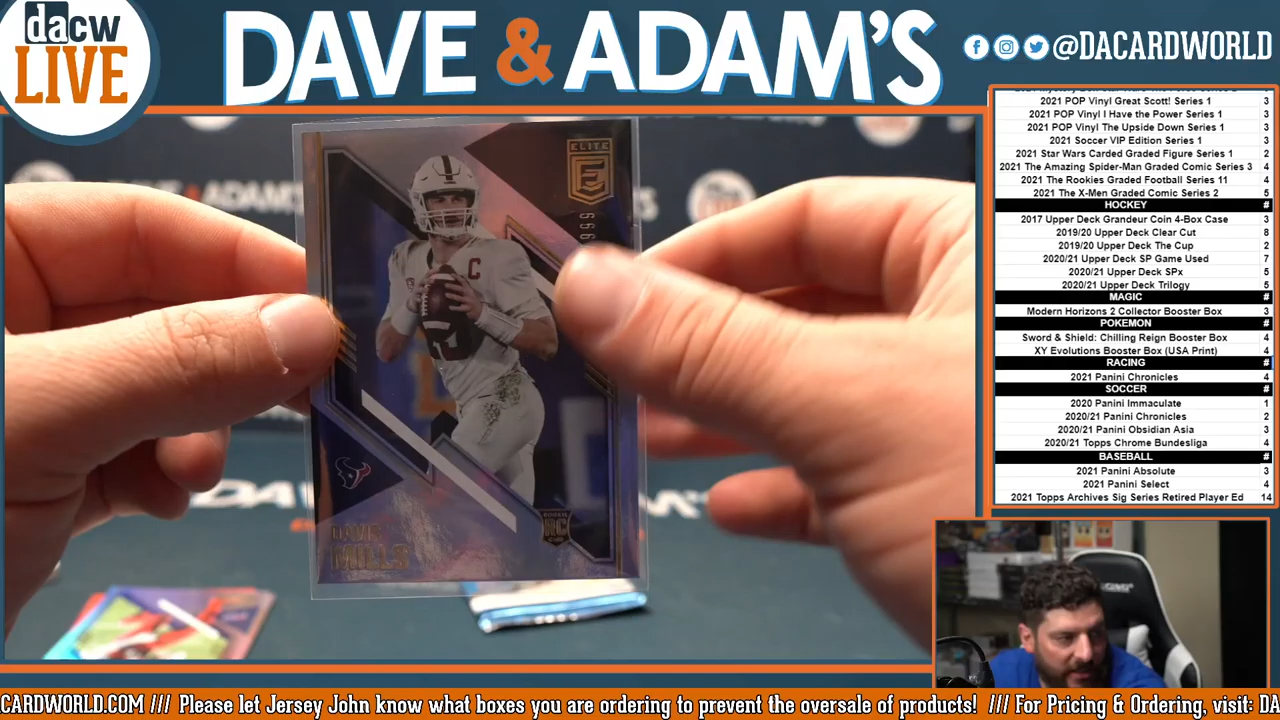 dacw
LIVE
DAVE & ADAM'S
@DACARDWORLD
2021 POP Vinyl Great Scott! Series 1 3
2021 POP Vinyl I Have the Power Series 1 3
2021 POP Vinyl The Upside Down Series 1 3
2021 Soccer VIP Edition Series 1 3
2021 Star Wars Carded Graded Figure Series 1 2
2021 The Amazing Spider-Man Graded Comic Series 3 4
2021 The Rookies Graded Football Series 11 4
2021 The X-Men Graded Comic Series 2 5
HOCKEY #
2017 Upper Deck Grandeur Coin 4-Box Case 3
2019/20 Upper Deck Clear Cut 8
2019/20 Upper Deck The Cup 2
2020/21 Upper Deck SP Game Used 7
2020/21 Upper Deck SPx 5
2020/21 Upper Deck Trilogy 5
MAGIC #
Modern Horizons 2 Collector Booster Box 3
POKEMON #
Sword & Shield: Chilling Reign Booster Box 4
XY Evolutions Booster Box (USA Print) 4
RACING #
2021 Panini Chronicles 4
SOCCER #
2020 Panini Immaculate 1
2020/21 Panini Chronicles 2
2020/21 Panini Obsidian Asia 3
2020/21 Topps Chrome Bundesliga 4
BASEBALL #
2021 Panini Absolute 3
2021 Panini Select 4
2021 Topps Archives Sig Series Retired Player Ed 14
ELITE
E
C
DAVIS
MILLS
ROOKIE
RC
CARDWORLD.COM /// Please let Jersey John know what boxes you are ordering to prevent the oversale of products! /// For Pricing & Ordering, visit: DA